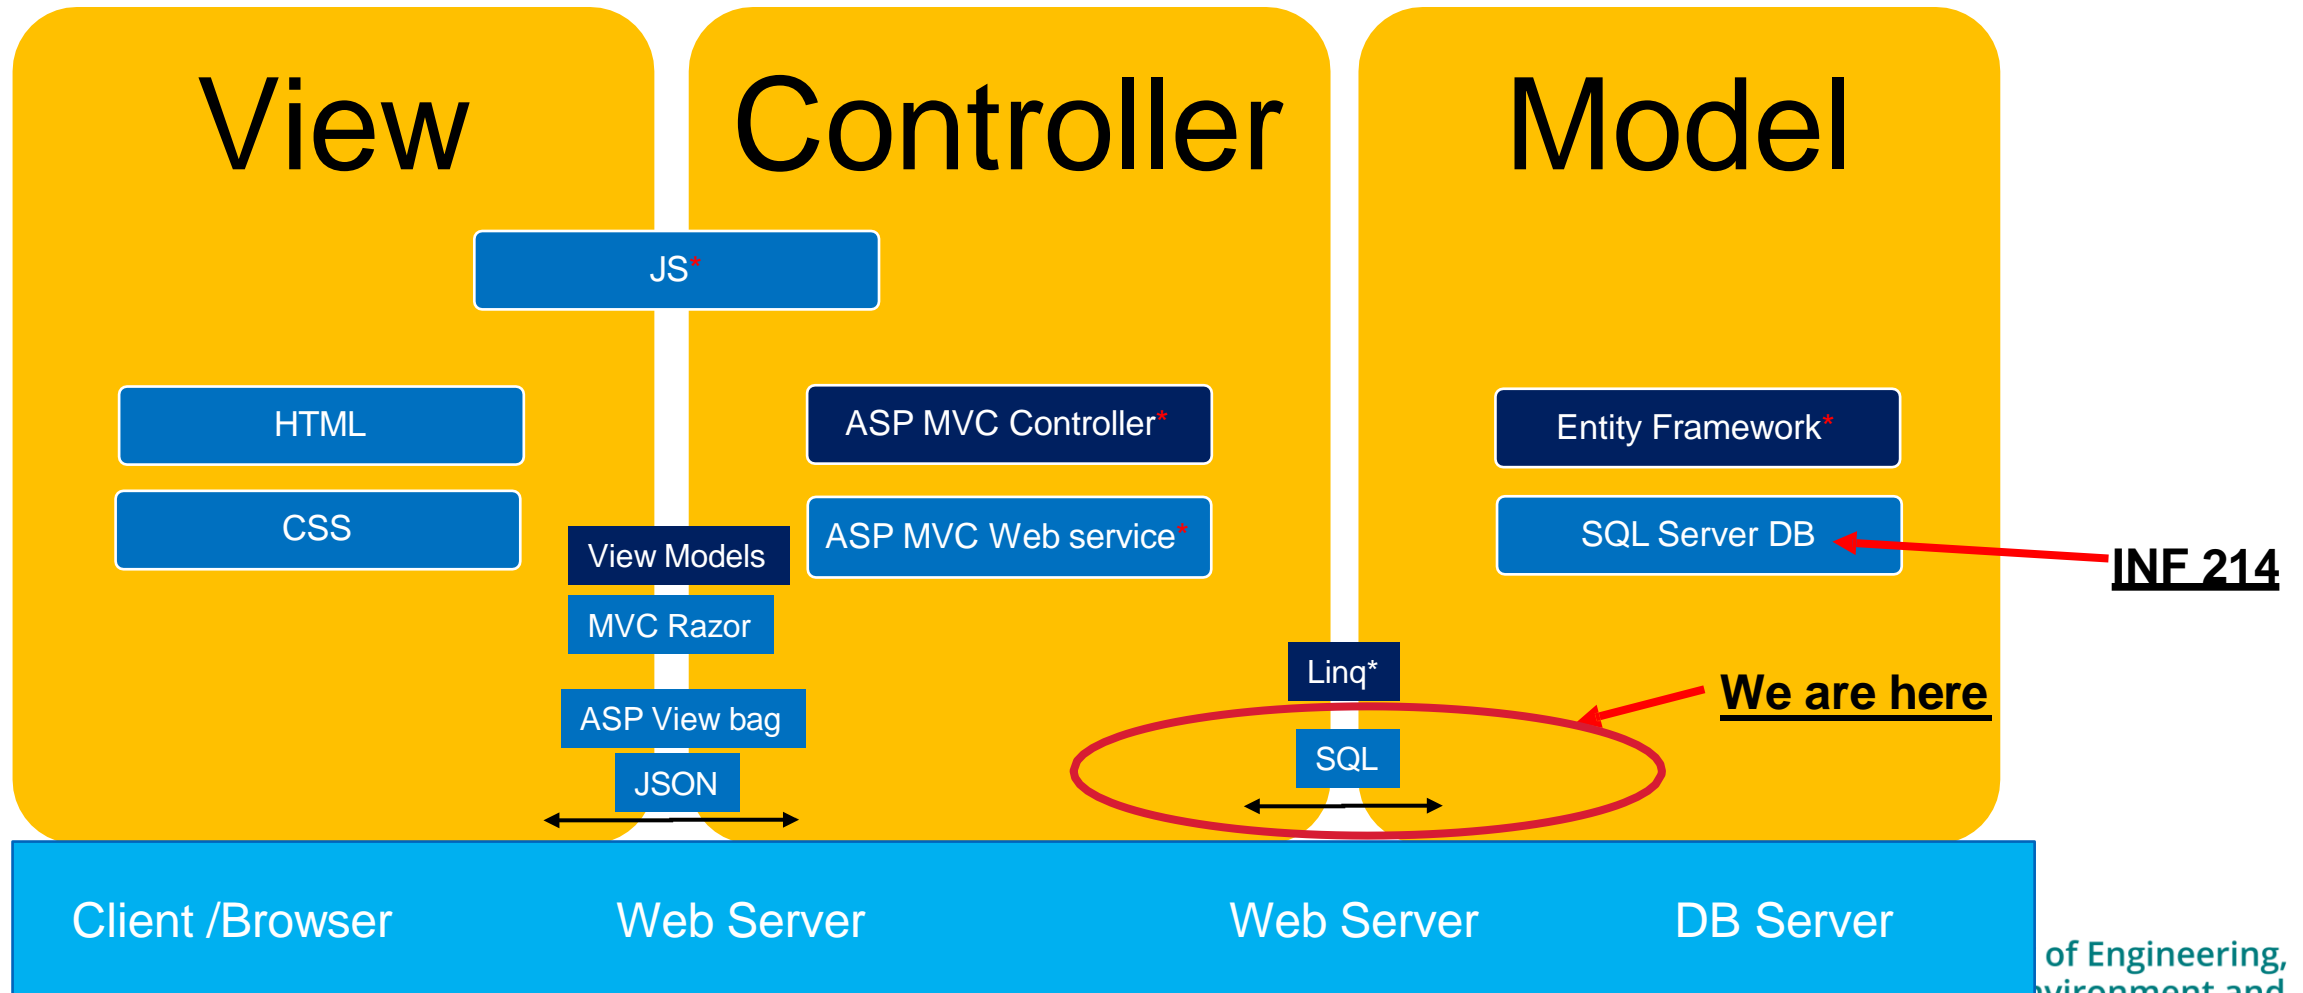 View
Controller
Model
JS*
HTML
ASP MVC Controller*
Entity Framework*
CSS
ASP MVC Web service*
SQL Server DB
View Models
INF 214
MVC Razor
Linq*
We are here
ASP View bag
SQL
JSON
Client /Browser
Web Server
Web Server
DB Server
of Engineering,
vironment and